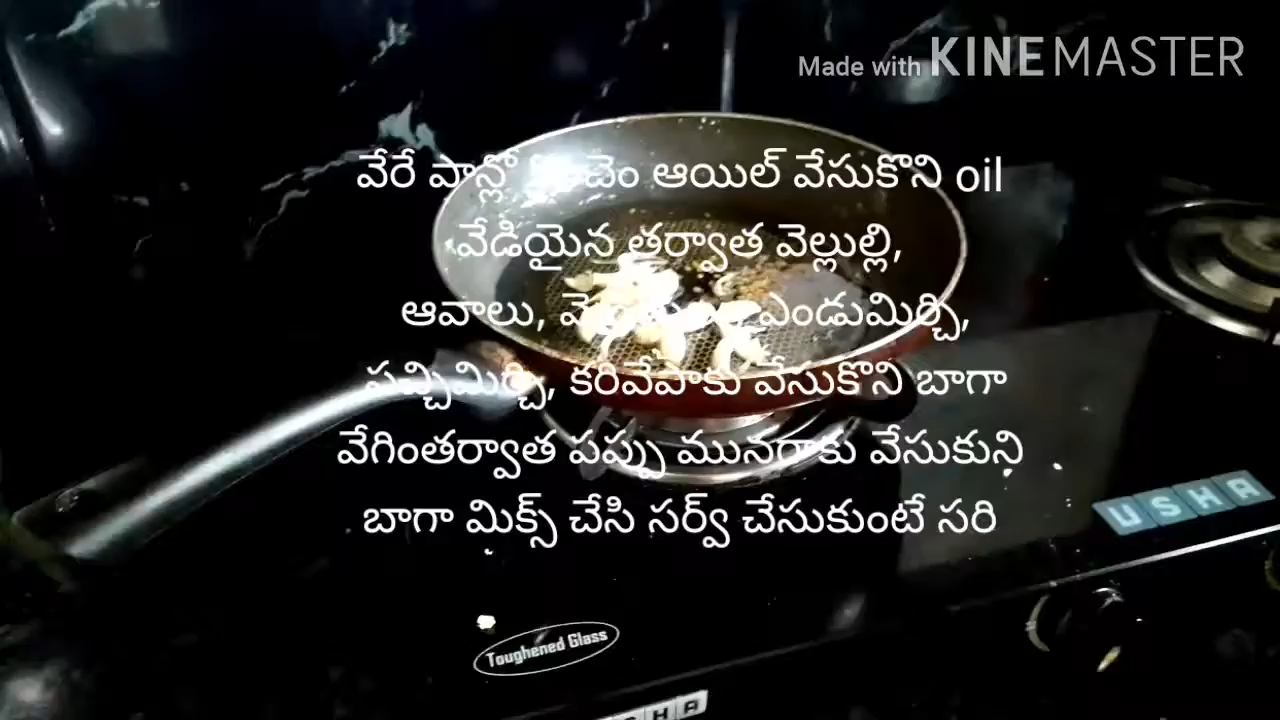 Made with KINEMASTER
వేరే పాన్లో కొంచెం ఆయిల్ వేసుకొని oil
వేడియైన తర్వాత వెల్లుల్లి,
ఆవాలు, ఎండుమిర్చి,
పచ్చిమిర్చి, కరివేపాకు వేసుకొని బాగా
వేగింతర్వాత పప్పు మునగాకు వేసుకుని
బాగా మిక్స్ చేసి సర్వ్ చేసుకుంటే సరి
USHA
Toughened Glass